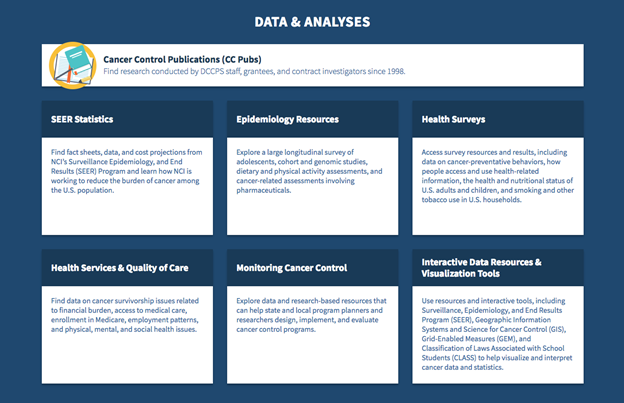 DATA & ANALYSES
Cancer Control Publications (CC Pubs)
Find research conducted by DCCPS staff, grantees, and contract investigators since 1998.
SEER Statistics
Find fact sheets, data, and cost projections from
NCI's Surveillance Epidemiology, and End
Results (SEER) Program and learn how NCI is
working to reduce the burden of cancer among
the U.S. population.
Epidemiology Resources
Explore a large longitudinal survey of
adolescents, cohort and genomic studies,
dietary and physical activity assessments, and
cancer-related assessments involving
pharmaceuticals.
Health Surveys
Access survey resources and results, including
data on cancer-preventative behaviors, how
people access and use health-related
information, the health and nutritional status of
U.S. adults and children, and smoking and other
tobacco use in U.S. households.
Health Services & Quality of Care
Find data on cancer survivorship issues related
to financial burden, access to medical care,
enrollment in Medicare, employment patterns,
and physical, mental, and social health issues.
Monitoring Cancer Control
Explore data and research-based resources that
can help state and local program planners and
researchers design, implement, and evaluate
cancer control programs.
Interactive Data Resources &
Visualization Tools
Use resources and interactive tools, including
Surveillance, Epidemiology, and End Results
Program (SEER), Geographic Information
Systems and Science for Cancer Control (GIS),
Grid-Enabled Measures (GEM), and
Classification of Laws Associated with School
Students (CLASS) to help visualize and interpret
cancer data and statistics.